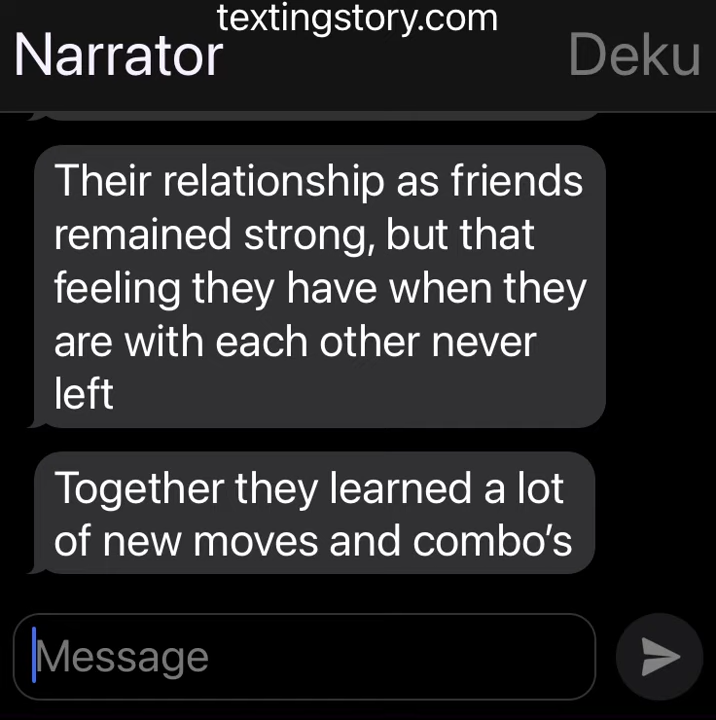 textingstory.com
Narrator Deku
Their relationship as friends
remained strong, but that
feeling they have when they
are with each other never
left
Together they learned a lot
of new moves and combo’s
Message